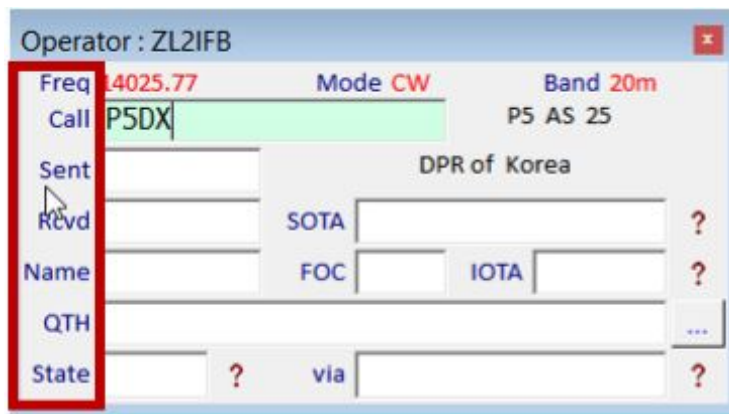 Operator : ZL2IFB x
Freq 14025.77 Mode CW Band 20m
Call P5DX P5 AS 25
Sent DPR of Korea
Rcvd SOTA ?
Name FOC IOTA ?
QTH ...
State ? via ?